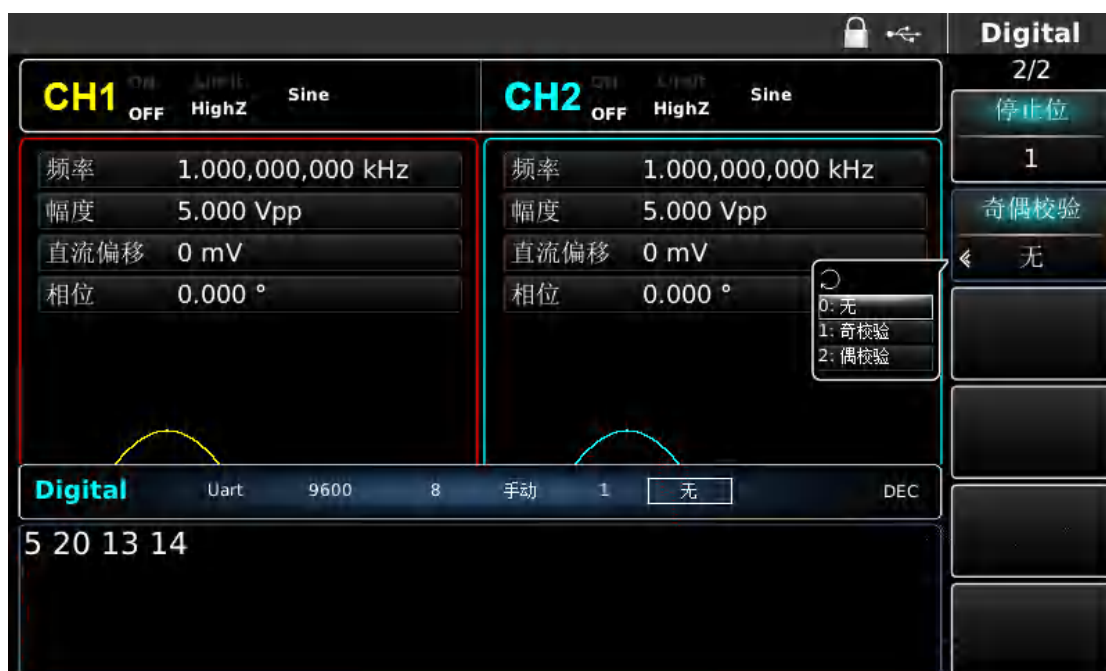 Digital
2/2
CH1 ON OFF Limit HighZ Sine
CH2 ON OFF Limit HighZ Sine
停止位
1
奇偶校验
无
频率 1.000,000,000 kHz
幅度 5.000 Vpp
直流偏移 0 mV
相位 0.000 °
频率 1.000,000,000 kHz
幅度 5.000 Vpp
直流偏移 0 mV
相位 0.000 °
0: 无
1: 奇校验
2: 偶校验
Digital Uart 9600 8 手动 1 无 DEC
5 20 13 14